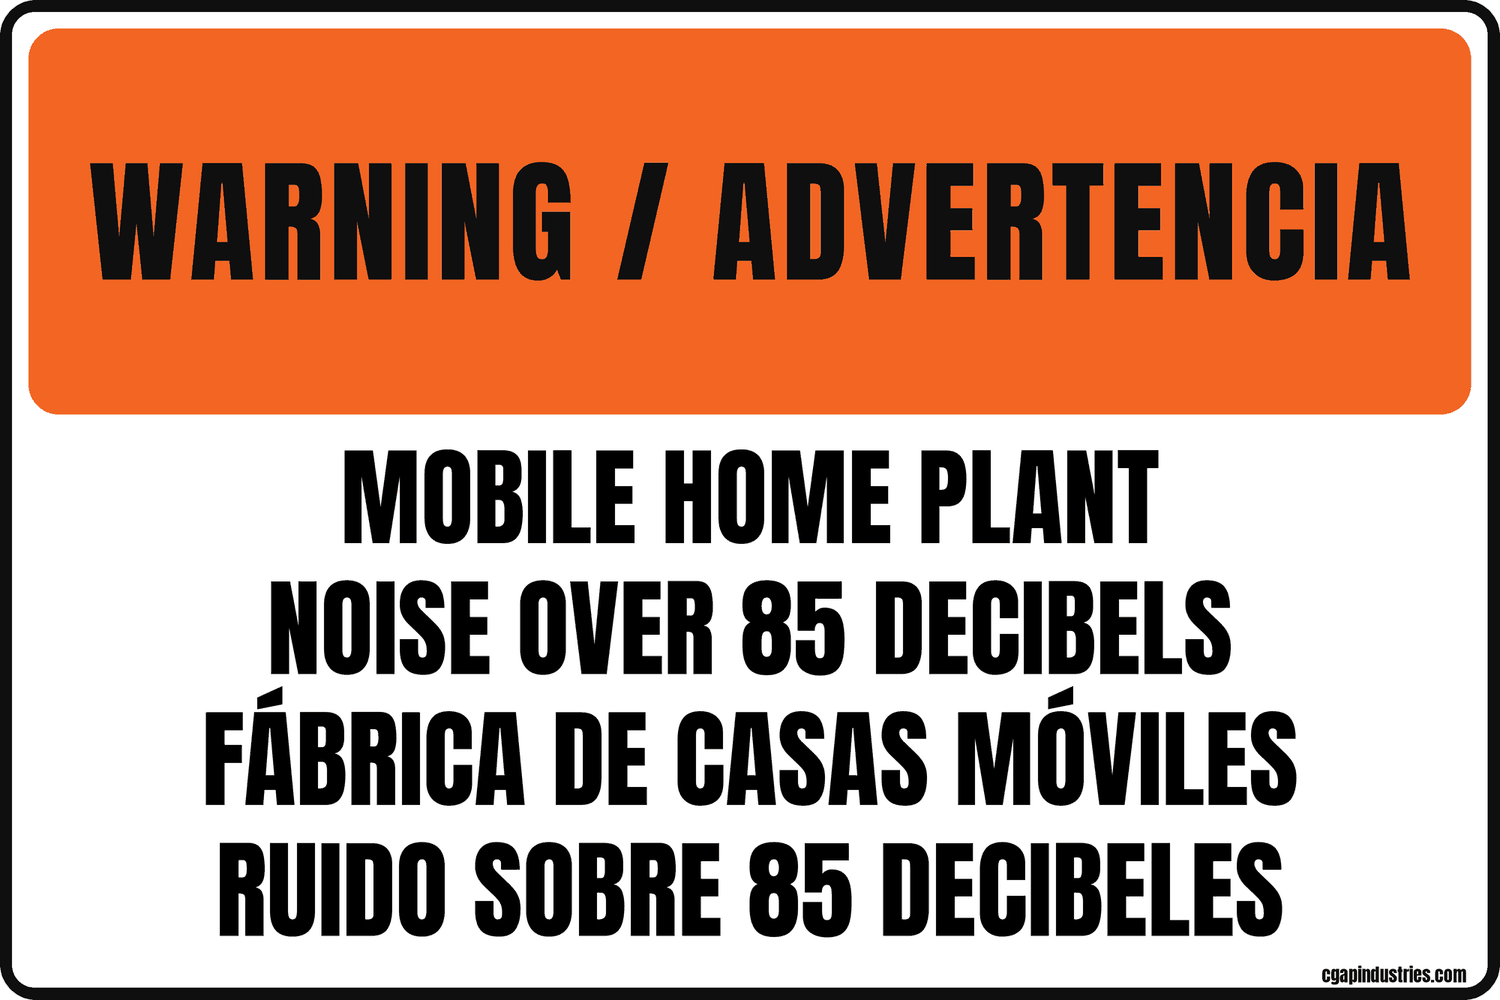 WARNING / ADVERTENCIA
MOBILE HOME PLANT
NOISE OVER 85 DECIBELS
FÁBRICA DE CASAS MÓVILES
RUIDO SOBRE 85 DECIBELES
cgapindustries.com